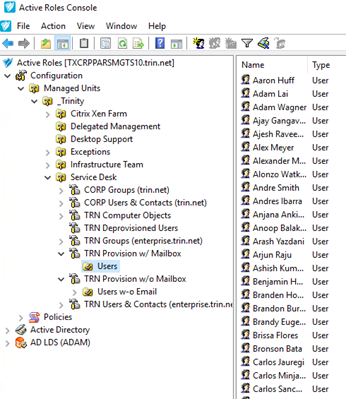 Active Roles Console
File Action View Help
Active Roles [TXCRPPARSMGTS10.trin.net]
Configuration
Managed Units
_Trinity
Citrix Xen Farm
Delegated Management
Desktop Support
Exceptions
Infrastructure Team
Service Desk
CORP Groups (trin.net)
CORP Users & Contacts (trin.net)
TRN Computer Objects
TRN Deprovisioned Users
TRN Groups (enterprise.trin.net)
TRN Provision w/ Mailbox
Users
TRN Provision w/o Mailbox
Users w-o Email
TRN Users & Contacts (enterprise.trin.ne
Policies
Active Directory
AD LDS (ADAM)
Name Type
Aaron Huff User
Adam Lai User
Adam Wagner User
Ajay Gangav... User
Ajesh Ravee... User
Alex Meyer User
Alexander M... User
Alonzo Watk... User
Andre Smith User
Andres Ibarra User
Anjana Anki... User
Anoop Balak... User
Arash Yazdani User
Arjun Raju User
Ashish Kum... User
Benjamin H... User
Branden Ho... User
Brandon Bur... User
Brandy Euge... User
Brissa Flores User
Bronson Bata User
Carlos Jauregi User
Carlos Minja... User
Carlos Sanc... User